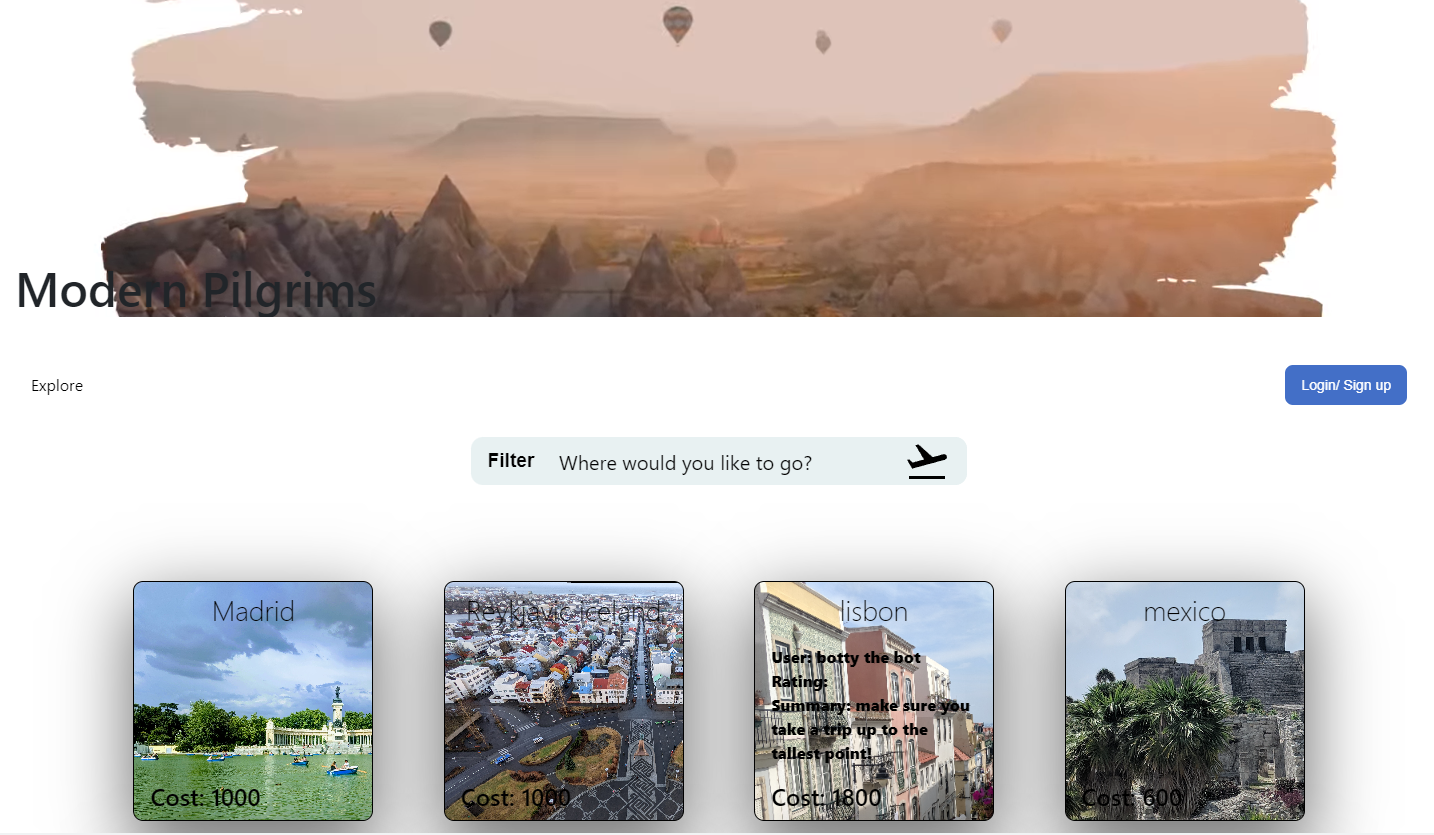 Modern Pilgrims
Explore
Login/ Sign up
Filter
Where would you like to go?
Madrid
Reykjavic iceland
lisbon
mexico
User: botty the bot
Rating:
Summary: make sure you
take a trip up to the
tallest point!
Cost: 1000
Cost: 1000
Cost: 1800
Cost: 600